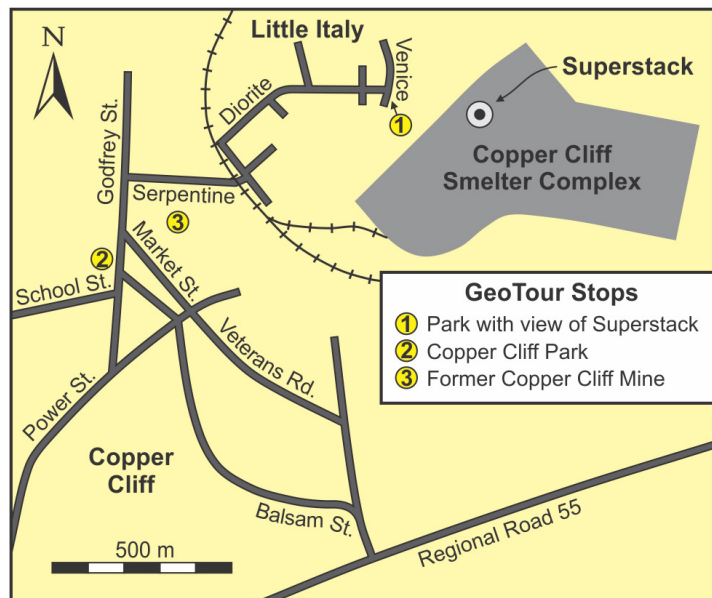 N
Little Italy
Venice
Superstack
Diorite
1
Godfrey St.
Copper Cliff
Smelter Complex
Serpentine
3
Market St.
2
School St.
GeoTour Stops
1 Park with view of Superstack
2 Copper Cliff Park
3 Former Copper Cliff Mine
Veterans Rd.
Power St.
Copper
Cliff
Balsam St.
Regional Road 55
500 m